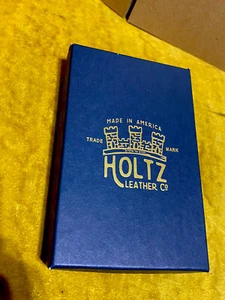 MADE IN AMERICA
TRADE MARK
HOLTZ
LEATHER Co